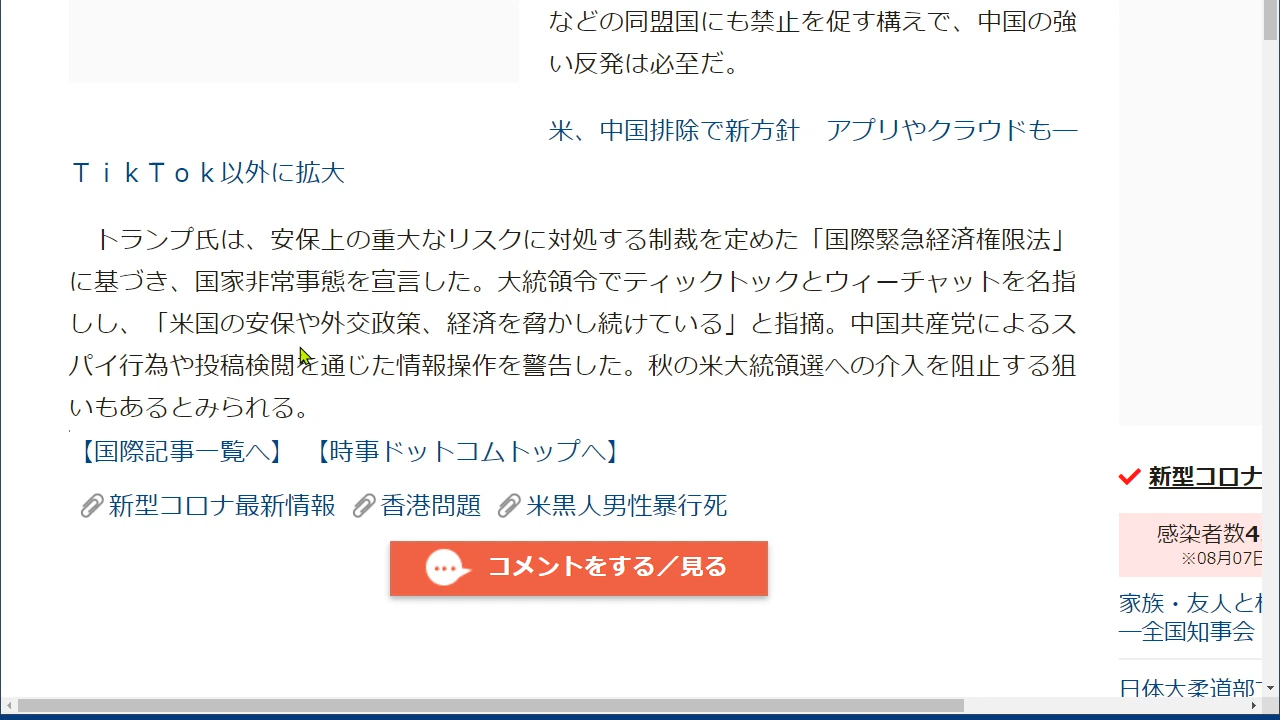 などの同盟国にも禁止を促す構えで、中国の強
い反発は必至だ。
米、中国排除で新方針　アプリやクラウドも―
ＴｉｋＴｏｋ以外に拡大
トランプ氏は、安保上の重大なリスクに対処する制裁を定めた「国際緊急経済権限法」
に基づき、国家非常事態を宣言した。大統領令でティックトックとウィーチャットを名指
しし、「米国の安保や外交政策、経済を脅かし続けている」と指摘。中国共産党によるス
パイ行為や投稿検閲を通じた情報操作を警告した。秋の米大統領選への介入を阻止する狙
いもあるとみられる。
【国際記事一覧へ】 【時事ドットコムトップへ】
新型コロナ最新情報 香港問題 米黒人男性暴行死
コメントをする／見る
新型コロナ
感染者数4
※08月07日
家族・友人と
―全国知事会
日体大柔道部